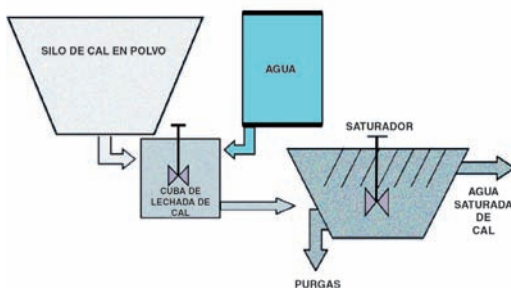 SILO DE CAL EN POLVO
AGUA
SATURADOR
CUBA DE
LECHADA DE
CAL
AGUA
SATURADA
DE
CAL
PURGAS